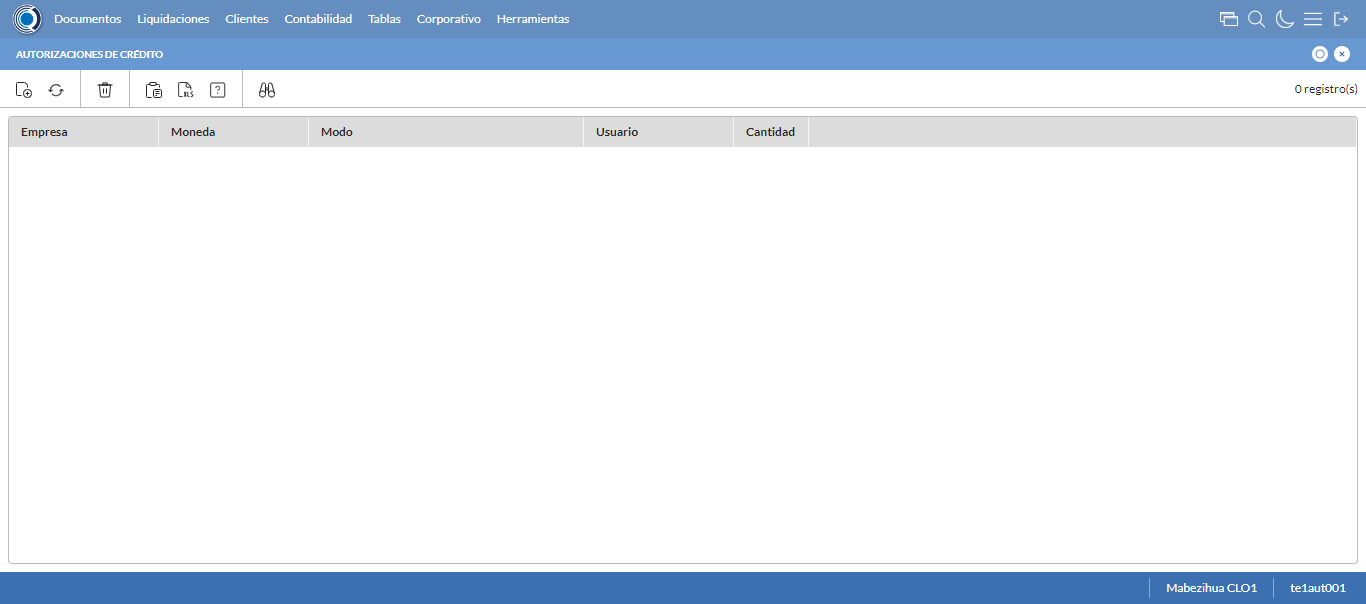 Documentos Liquidaciones Clientes Contabilidad Tablas Corporativo Herramientas
AUTORIZACIONES DE CRÉDITO
XLS ? 0 registro(s)
Empresa Moneda Modo Usuario Cantidad
Mabezihua CLO1 te1aut001